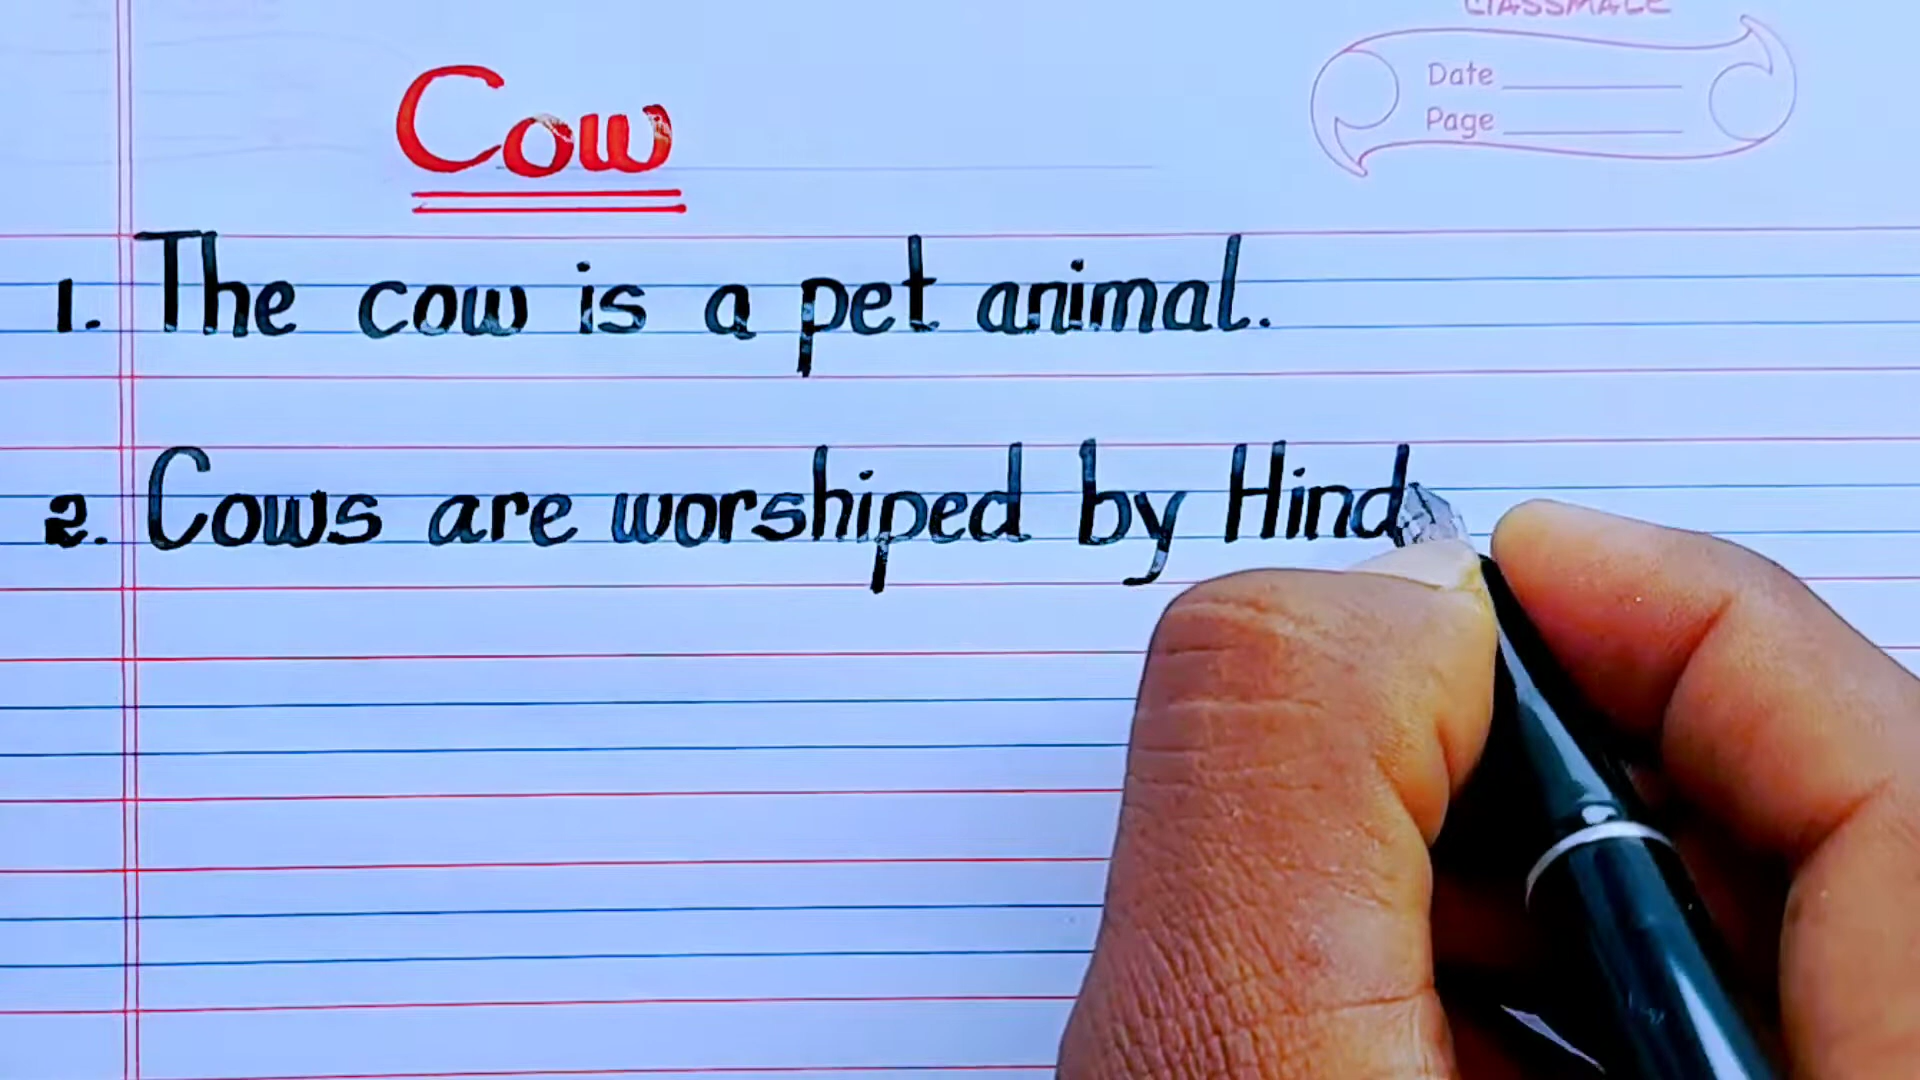 Cow
Date
Page
1. The cow is a pet animal.
2. Cows are worshiped by Hind